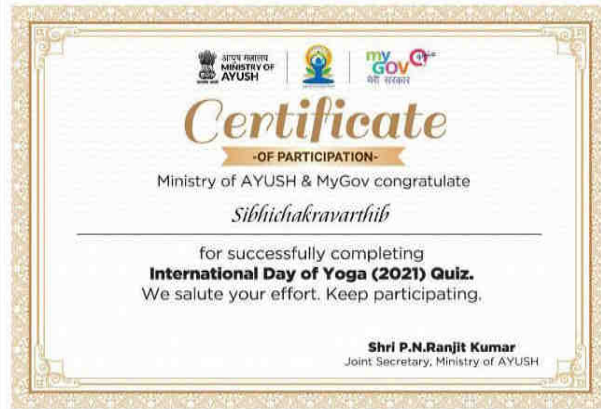 आयुष मंत्रालय
MINISTRY OF
AYUSH
my
GOV
मेरी सरकार
Certificate
-OF PARTICIPATION-
Ministry of AYUSH & MyGov congratulate
Sibhichakravarthib
for successfully completing
International Day of Yoga (2021) Quiz.
We salute your effort. Keep participating.
Shri P.N.Ranjit Kumar
Joint Secretary, Ministry of AYUSH